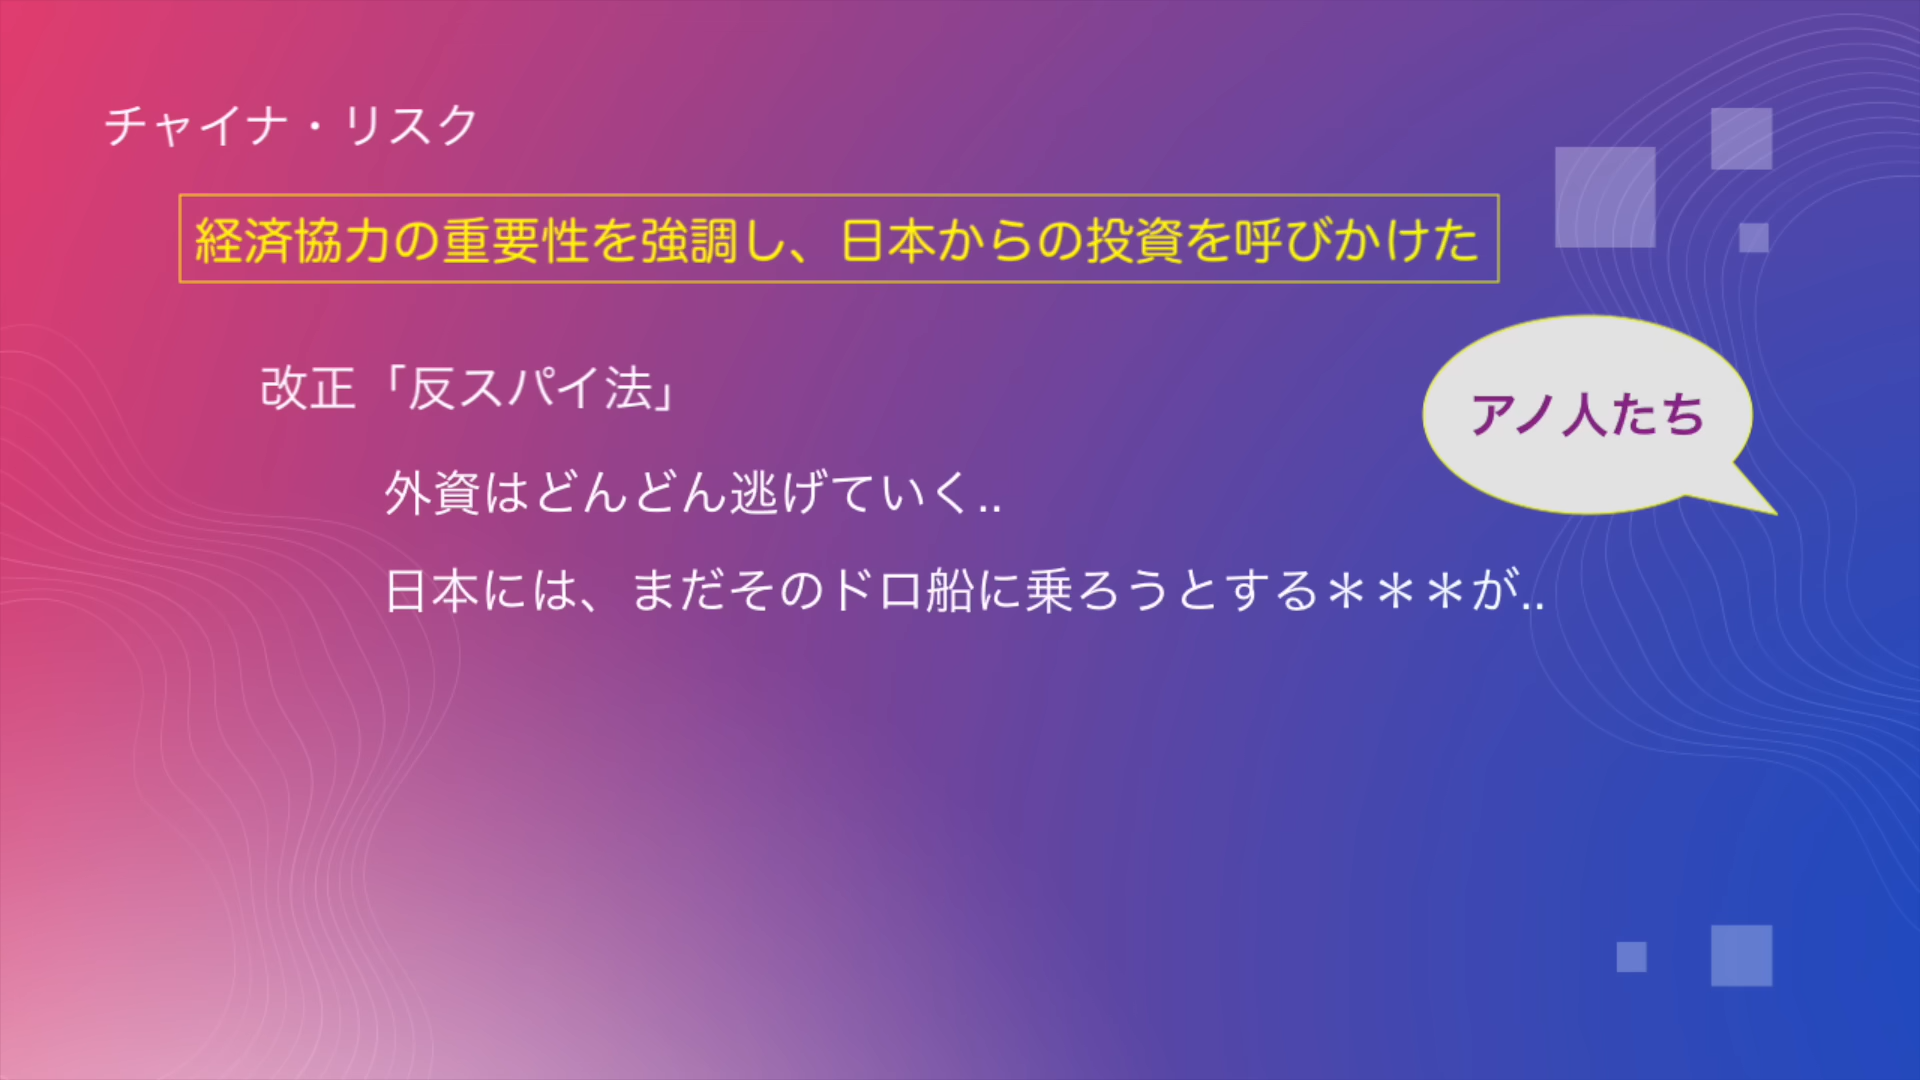 チャイナ・リスク
経済協力の重要性を強調し、日本からの投資を呼びかけた
改正「反スパイ法」
アノ人たち
外資はどんどん逃げていく..
日本には、まだそのドロ船に乗ろうとする＊＊＊が..